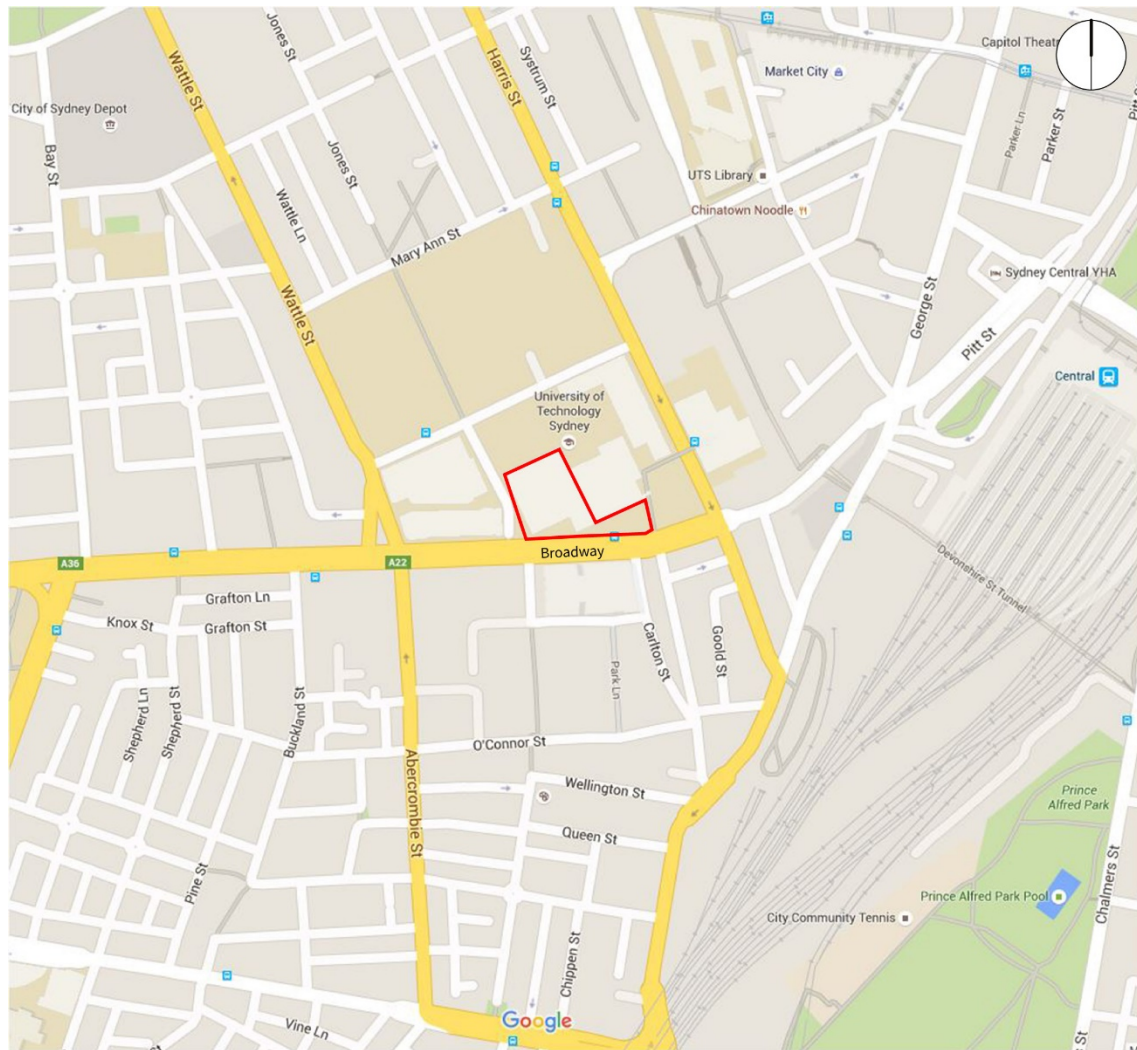 Jones St
Wattle St
Harris St
Systrum St
Capitol Theatr
Market City
Pitt S
City of Sydney Depot
Parker Ln
Parker St
Bay St
Jones St
UTS Library
Wattle Ln
Chinatown Noodle
Mary Ann St
Sydney Central YHA
Wattle St
George St
Pitt St
Central
University of
Technology
Sydney
Broadway
A36
A22
Devonshire St Tunnel
Grafton Ln
Knox St
Grafton St
Carlton St
Goold St
Park Ln
Shepherd Ln
Shepherd St
Buckland St
O'Connor St
Abercrombie St
Wellington St
Prince
Alfred Park
Queen St
Pine St
Chalmers St
Prince Alfred Park Pool
City Community Tennis
Chippen St
Google
Vine Ln
s St